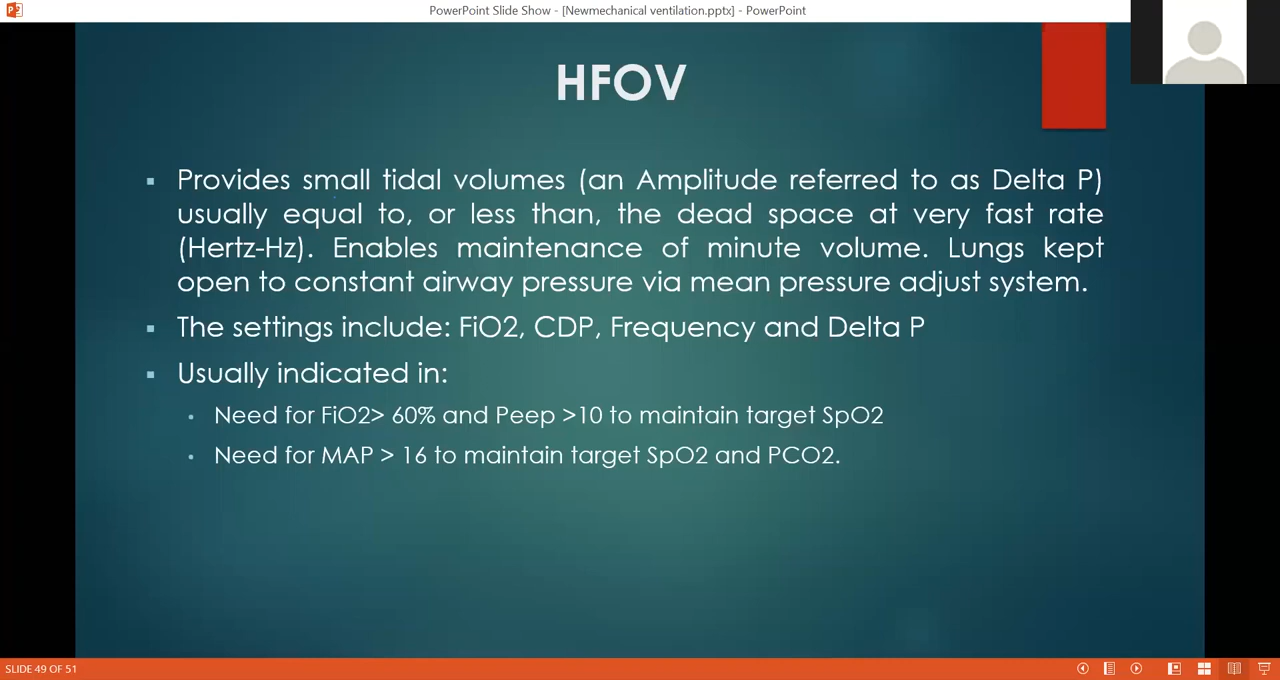 PowerPoint Slide Show - [Newmechanical ventilation.pptx] - PowerPoint
HFOV
Provides small tidal volumes (an Amplitude referred to as Delta P)
usually equal to, or less than, the dead space at very fast rate
(Hertz-Hz). Enables maintenance of minute volume. Lungs kept
open to constant airway pressure via mean pressure adjust system.
The settings include: FiO2, CDP, Frequency and Delta P
Usually indicated in:
Need for FiO2> 60% and Peep >10 to maintain target SpO2
Need for MAP > 16 to maintain target SpO2 and PCO2.
SLIDE 49 OF 51